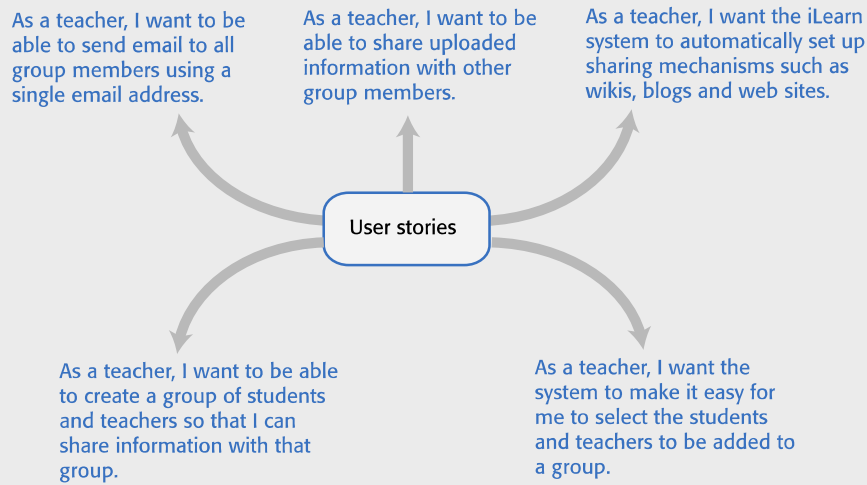 As a teacher, I want to be
able to send email to all
group members using a
single email address.
As a teacher, I want to be
able to share uploaded
information with other
group members.
As a teacher, I want the iLearn
system to automatically set up
sharing mechanisms such as
wikis, blogs and web sites.
User stories
As a teacher, I want to be able
to create a group of students
and teachers so that I can
share information with that
group.
As a teacher, I want the
system to make it easy for
me to select the students
and teachers to be added to
a group.